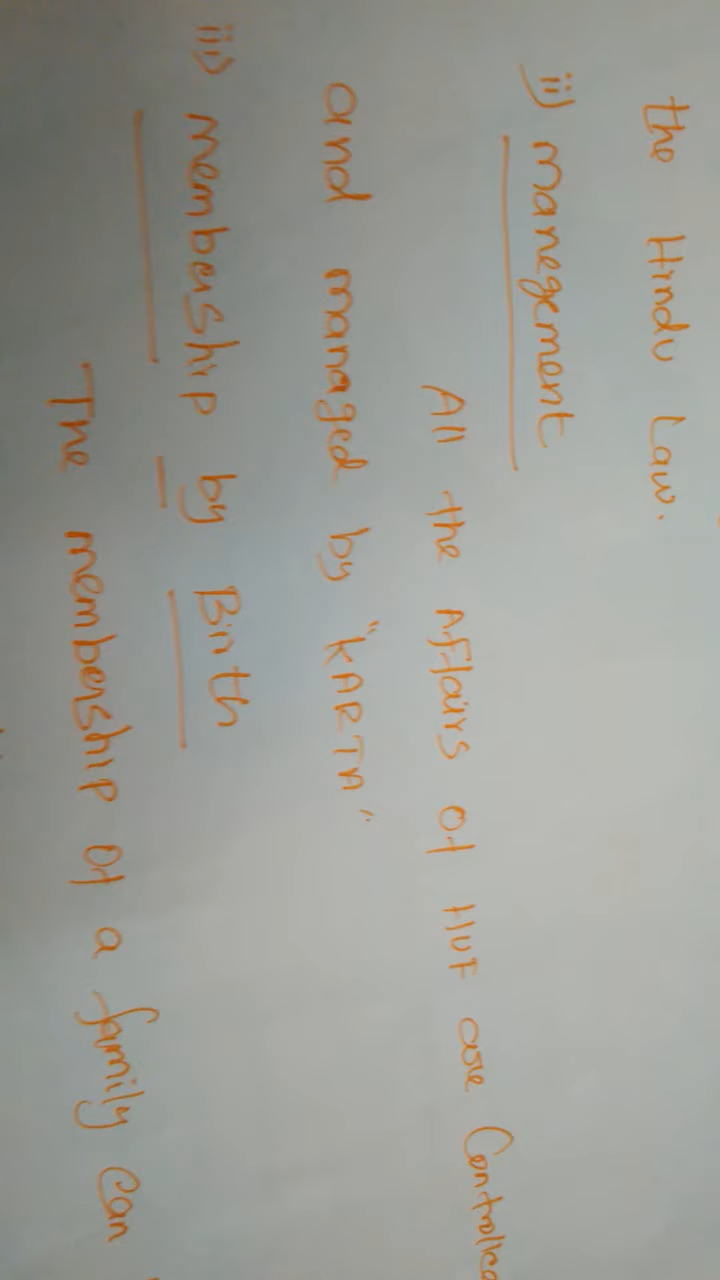 the Hindu Law.
ii) manegement
All the Affairs of HUF are Controlled
and managed by "KARTA"
iii) membership by Birth
The membership of a family can